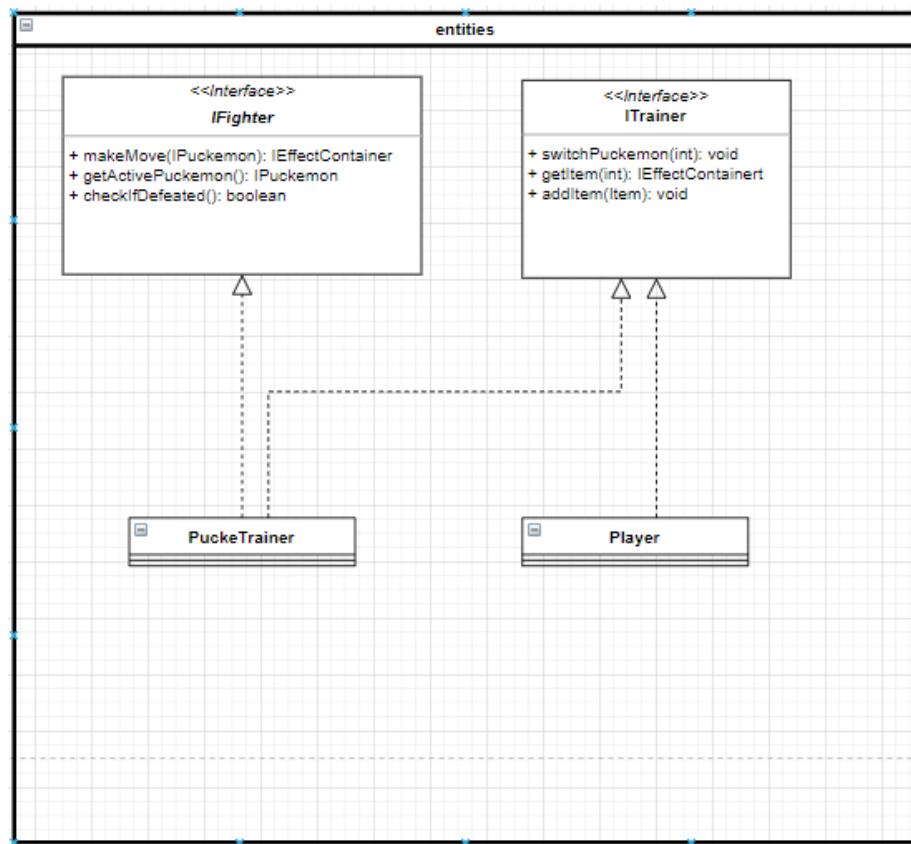 entities
<<Interface>>
IFighter
+ makeMove(IPuckemon): IEffectContainer
+ getActivePuckemon(): IPuckemon
+ checkIfDefeated(): boolean
<<Interface>>
ITrainer
+ switchPuckemon(int): void
+ getItem(int): IEffectContainert
+ addItem(Item): void
PuckeTrainer
Player